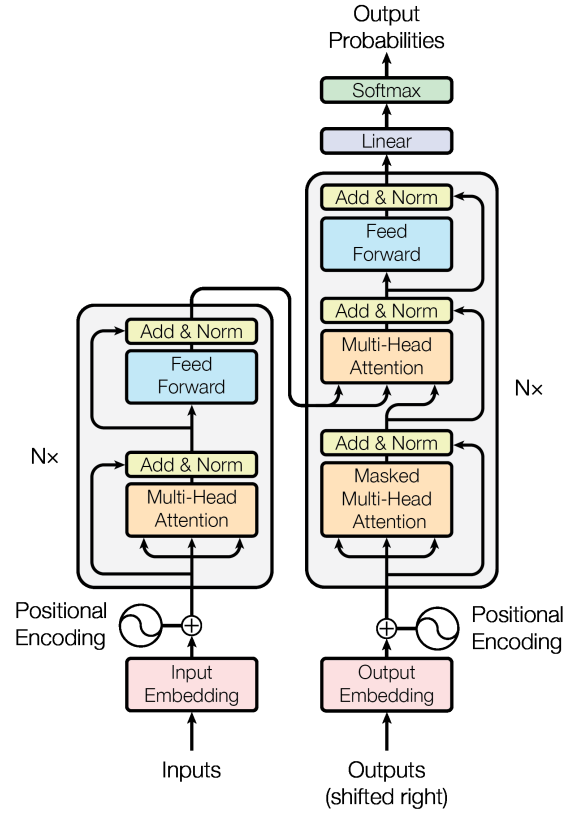 Output
Probabilities
Softmax
Linear
Add & Norm
Feed
Forward
Add & Norm
Multi-Head
Attention
Add & Norm
Masked
Multi-Head
Attention
N×
Positional
Encoding
Output
Embedding
Outputs
(shifted right)
Add & Norm
Feed
Forward
Add & Norm
Multi-Head
Attention
N×
Positional
Encoding
Input
Embedding
Inputs